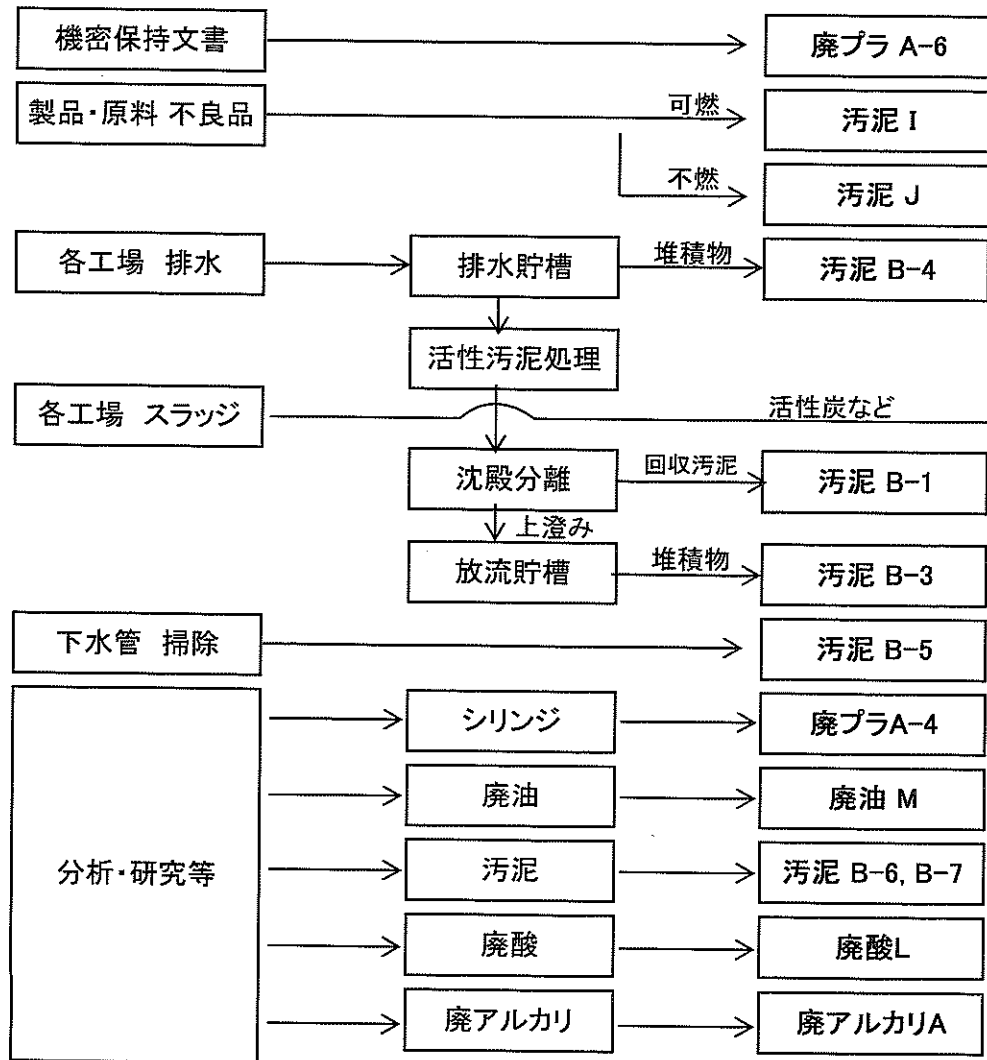 機密保持文書
廃プラ A-6
製品・原料 不良品
可燃
汚泥 I
不燃
汚泥 J
各工場 排水
排水貯槽
堆積物
汚泥 B-4
活性汚泥処理
各工場 スラッジ
活性炭など
沈殿分離
回収汚泥
汚泥 B-1
上澄み
放流貯槽
堆積物
汚泥 B-3
下水管 掃除
汚泥 B-5
分析・研究等
シリンジ
廃プラA-4
廃油
廃油 M
汚泥
汚泥 B-6, B-7
廃酸
廃酸L
廃アルカリ
廃アルカリA